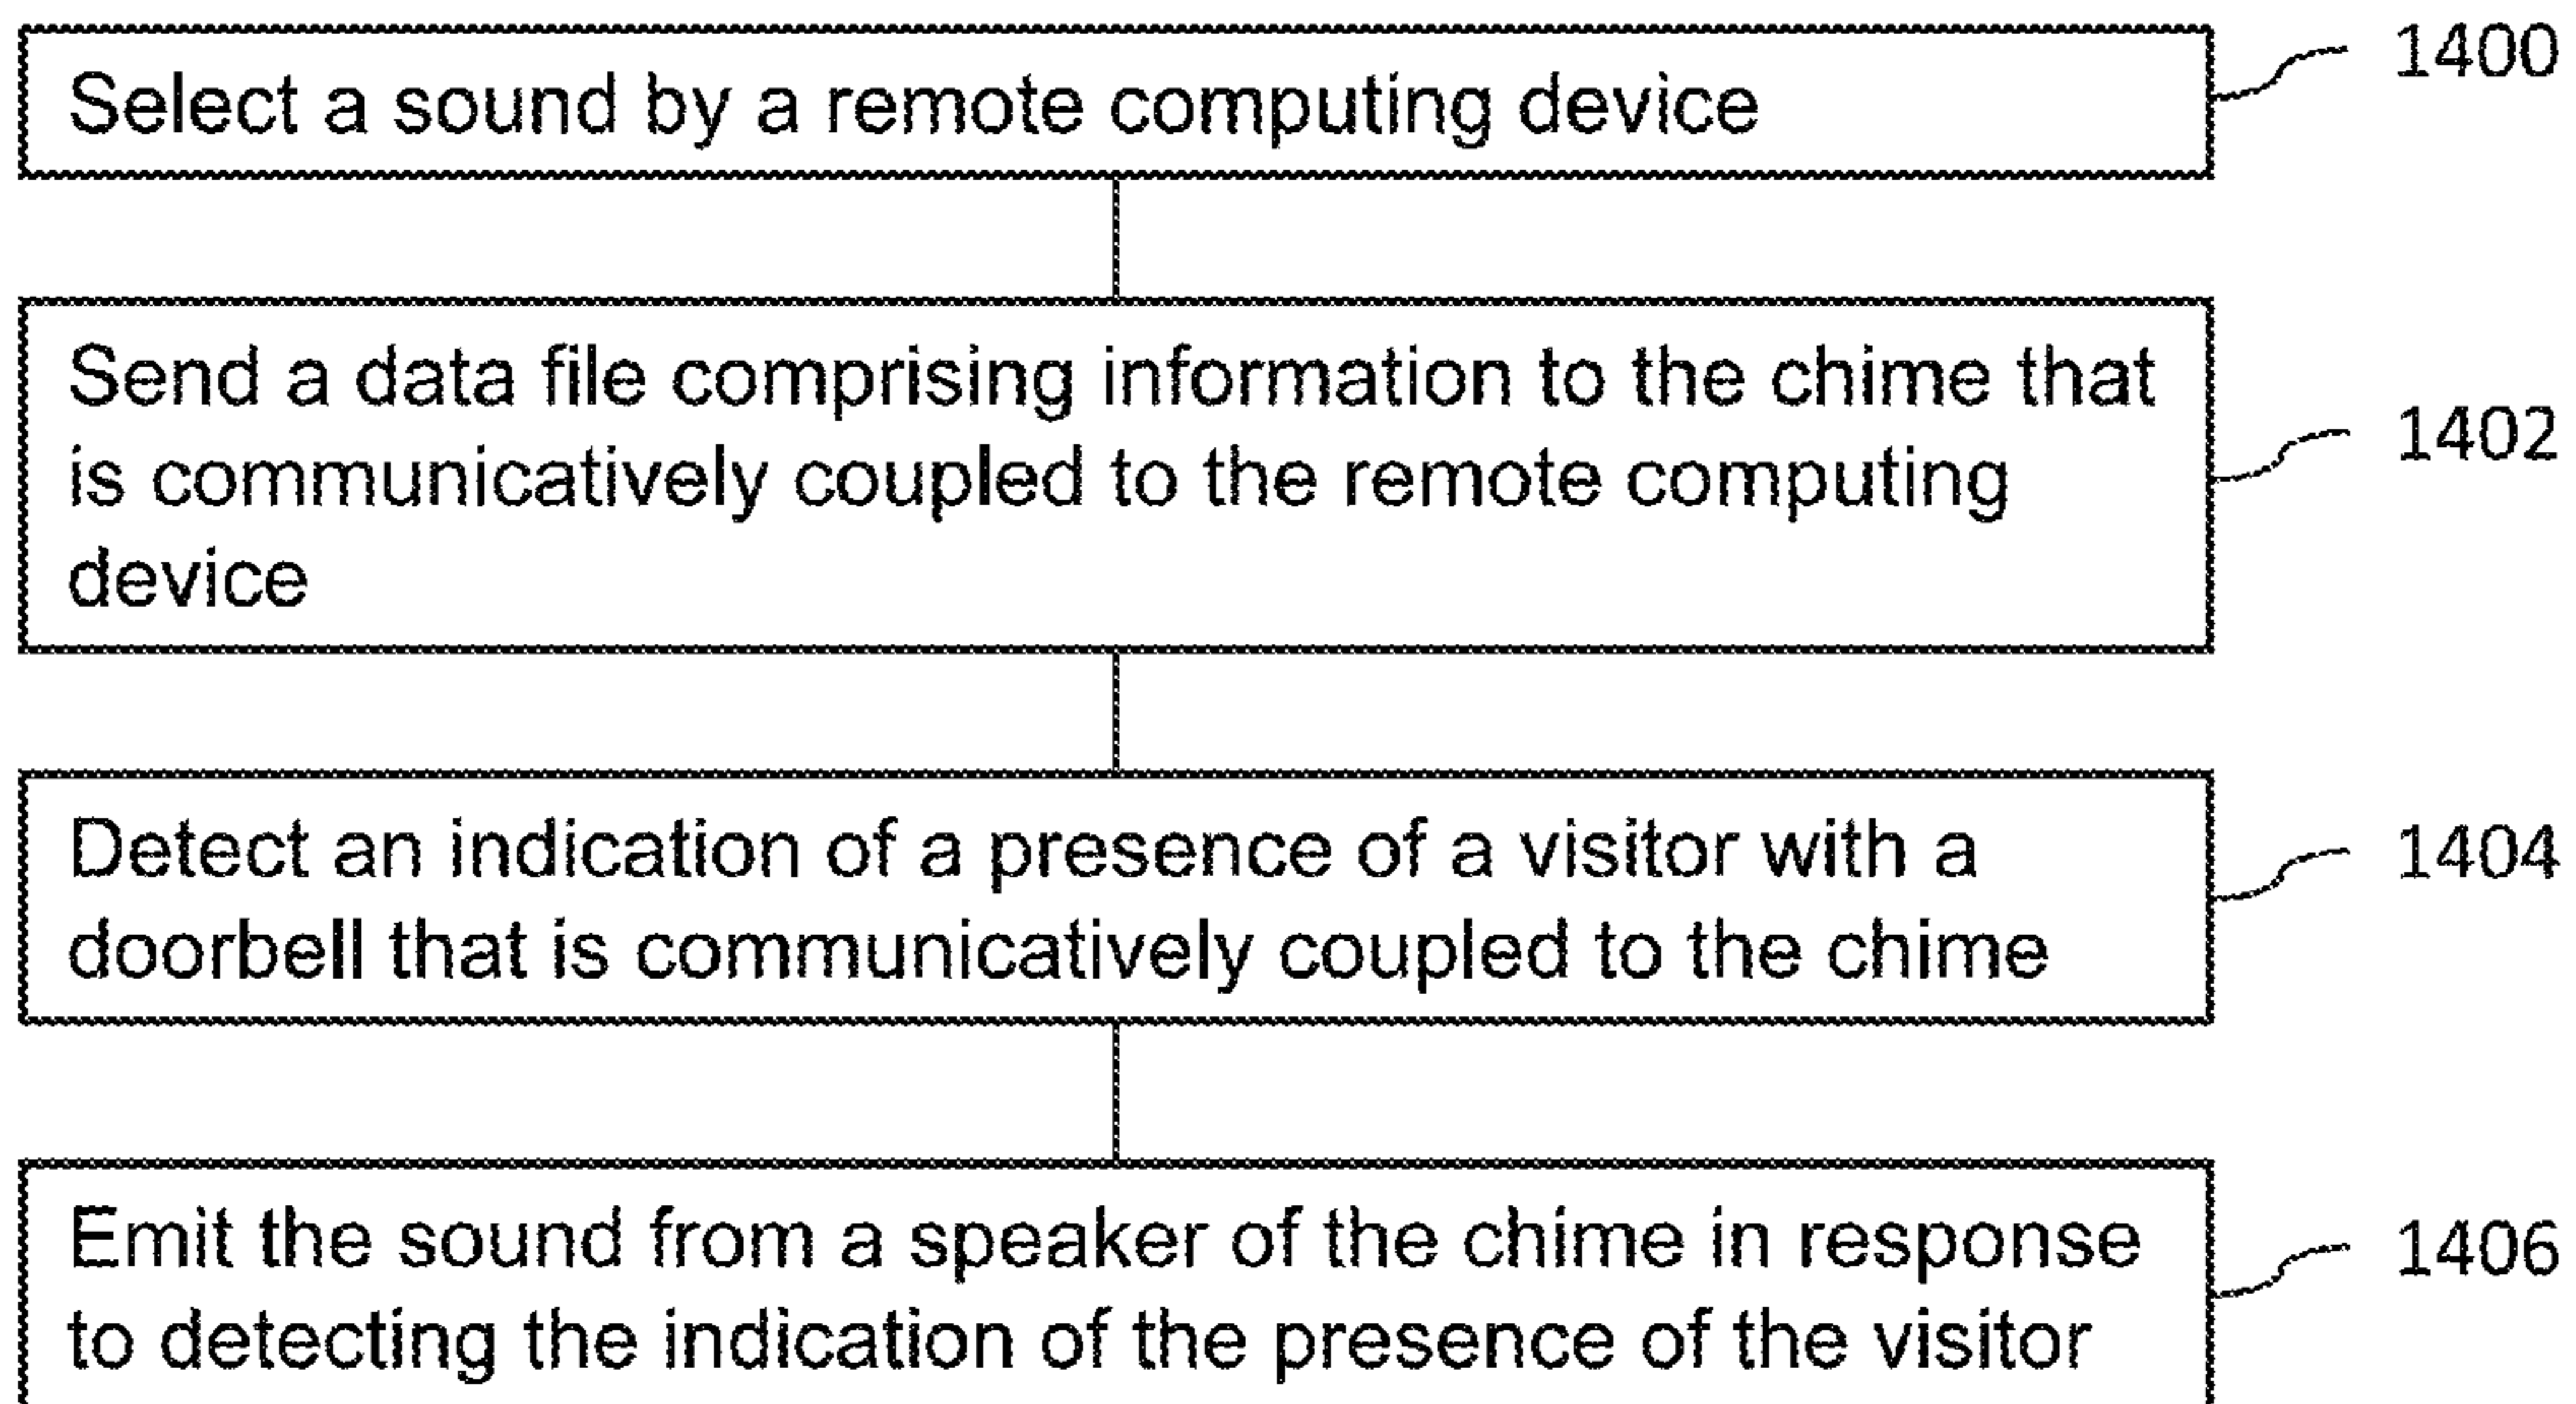 Select a sound by a remote computing device
1400
Send a data file comprising information to the chime that
is communicatively coupled to the remote computing
device
1402
Detect an indication of a presence of a visitor with a
doorbell that is communicatively coupled to the chime
1404
Emit the sound from a speaker of the chime in response
to detecting the indication of the presence of the visitor
1406